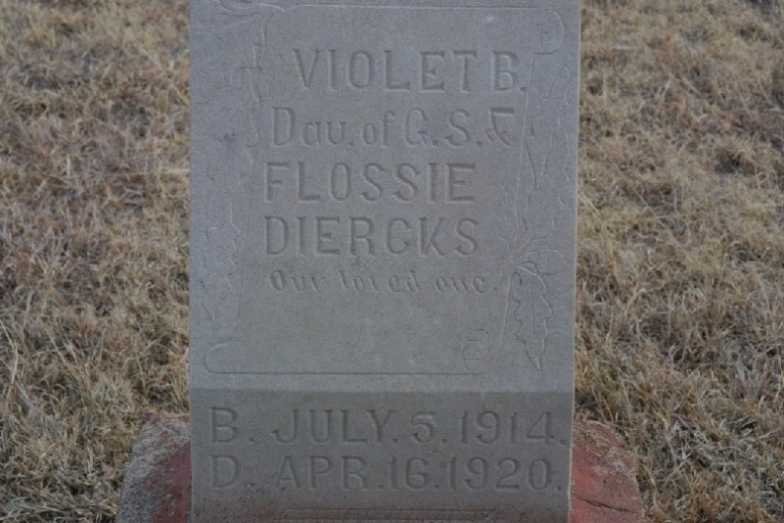 VIOLET B.
Dau. of G. S. &
FLOSSIE
DIERCKS
Our loved one.
B. JULY. 5. 1914.
D. APR. 16. 1920.